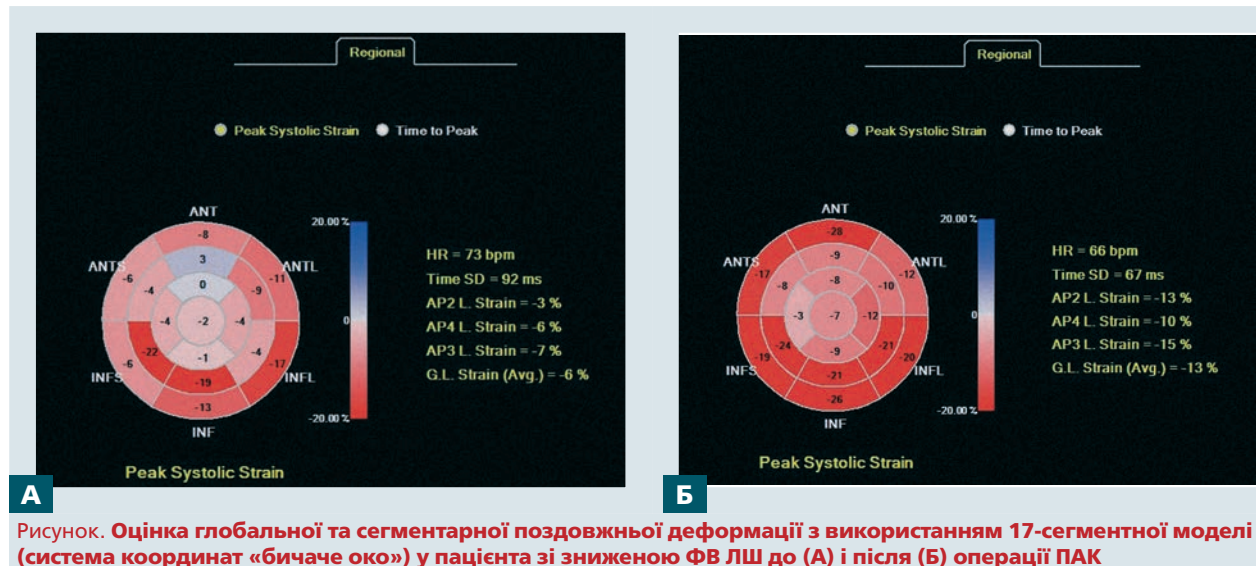 Regional
Peak Systolic Strain Time to Peak
ANT
20.00 %
-8
3
ANTS
ANTL
-6
-11
0
-4
-9
-4
-2
-4
0
-22
-1
-4
-6
-17
-19
INFS
INFL
-13
-20.00 %
INF
HR = 73 bpm
Time SD = 92 ms
AP2 L. Strain = -3 %
AP4 L. Strain = -6 %
AP3 L. Strain = -7 %
G.L. Strain (Avg.) = -6 %
Peak Systolic Strain
А
Regional
Peak Systolic Strain Time to Peak
ANT
20.00 %
-28
-9
ANTS
ANTL
-17
-12
-8
-8
-10
-3
-7
-12
0
-24
-9
-21
-19
-20
-21
INFS
INFL
-26
-20.00 %
INF
HR = 66 bpm
Time SD = 67 ms
AP2 L. Strain = -13 %
AP4 L. Strain = -10 %
AP3 L. Strain = -15 %
G.L. Strain (Avg.) = -13 %
Peak Systolic Strain
Б
Рисунок. Оцінка глобальної та сегментарної поздовжньої деформації з використанням 17-сегментної моделі
(система координат «бичаче око») у пацієнта зі зниженою ФВ ЛШ до (А) і після (Б) операції ПАК